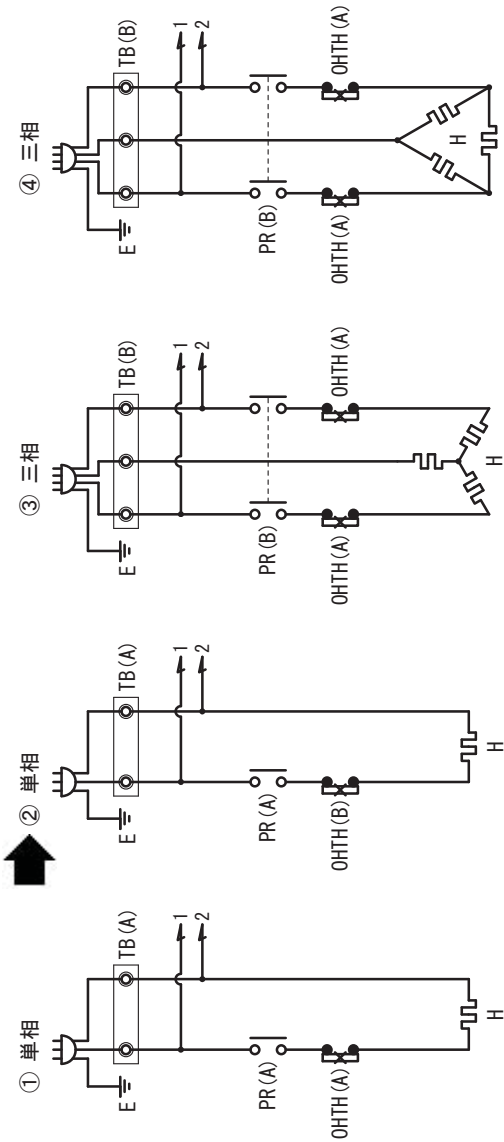 ① 単相
TB(A)
E
1
2
PR(A)
OHTH(A)
H
② 単相
TB(A)
E
1
2
PR(A)
OHTH(B)
H
③ 三相
TB(B)
E
1
2
PR(B)
OHTH(A)
OHTH(A)
H
④ 三相
TB(B)
E
1
2
PR(B)
OHTH(A)
OHTH(A)
H